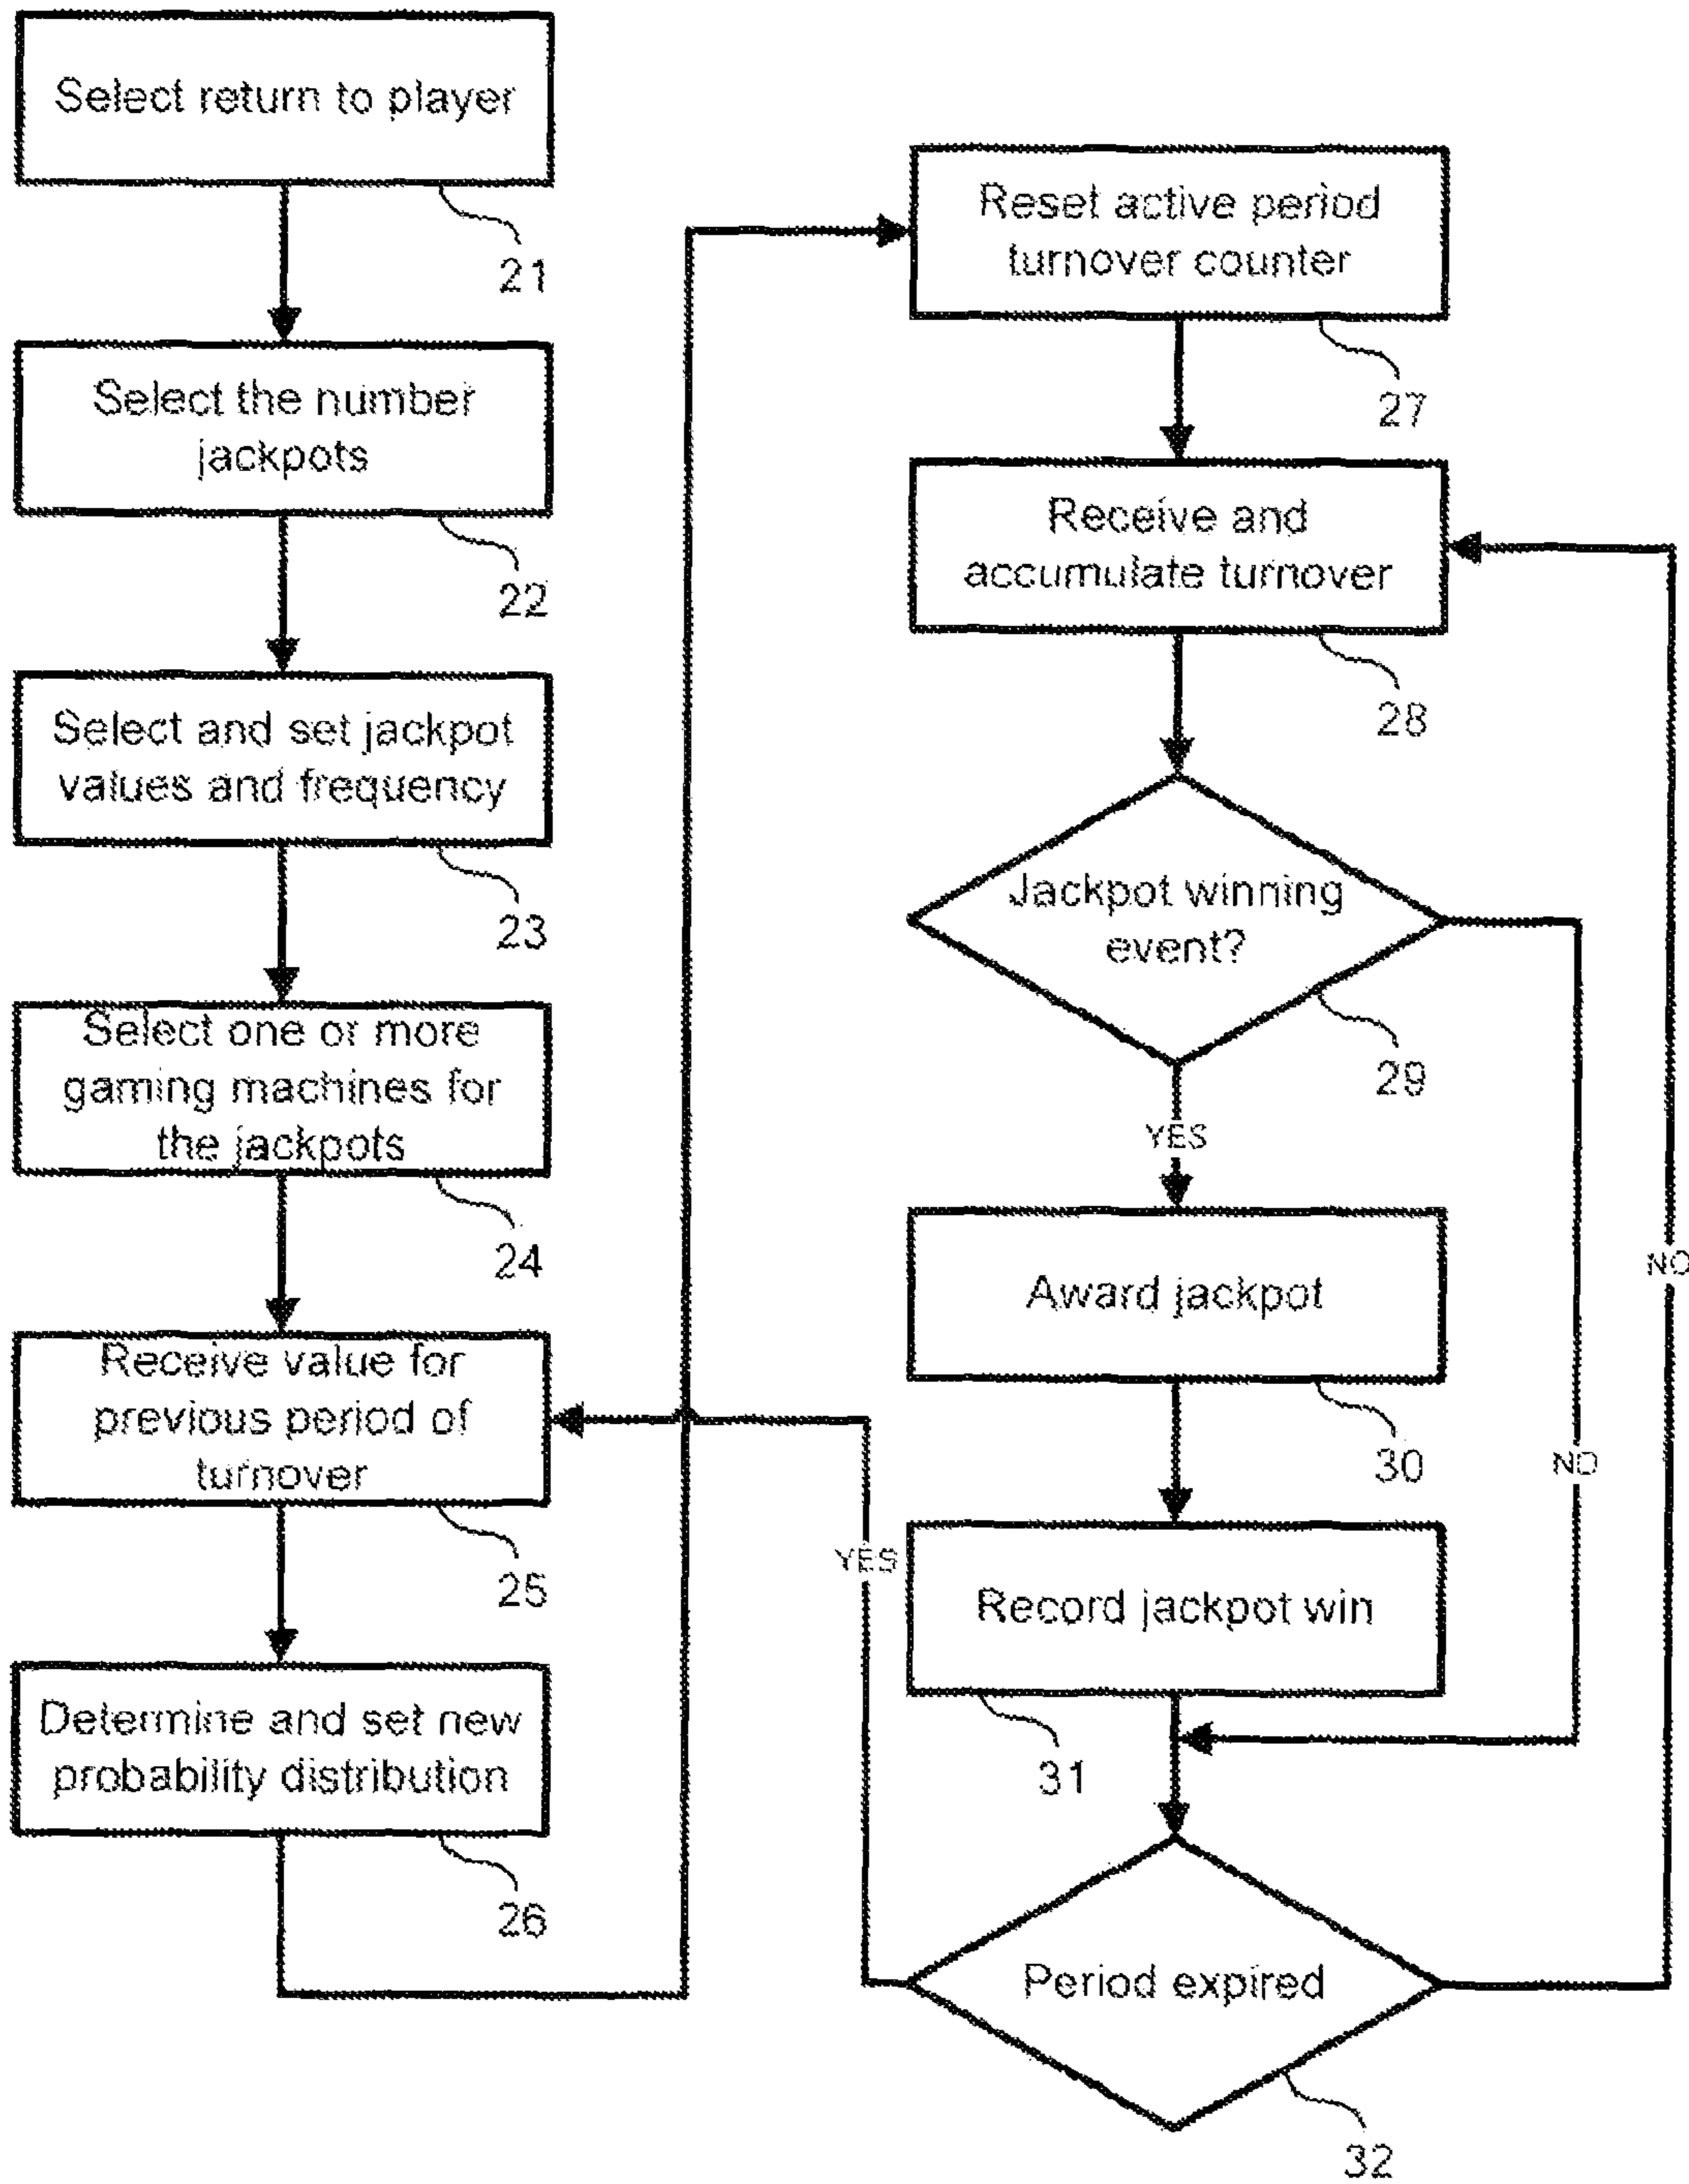 Select return to player
21
Select the number
jackpots
22
Select and set jackpot
values and frequency
23
Select one or more
gaming machines for
the jackpots
24
Receive value for
previous period of
turnover
25
Determine and set new
probability distribution
26
Reset active period
turnover counter
27
Receive and
accumulate turnover
28
Jackpot winning
event?
29
YES
NO
Award jackpot
30
Record jackpot win
31
Period expired
32
YES
NO